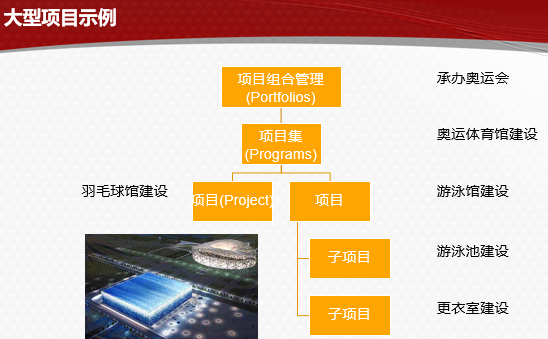 大型项目示例
项目组合管理
(Portfolios)
承办奥运会
项目集
(Programs)
奥运体育馆建设
羽毛球馆建设
项目(Project)
项目
游泳馆建设
子项目
游泳池建设
子项目
更衣室建设